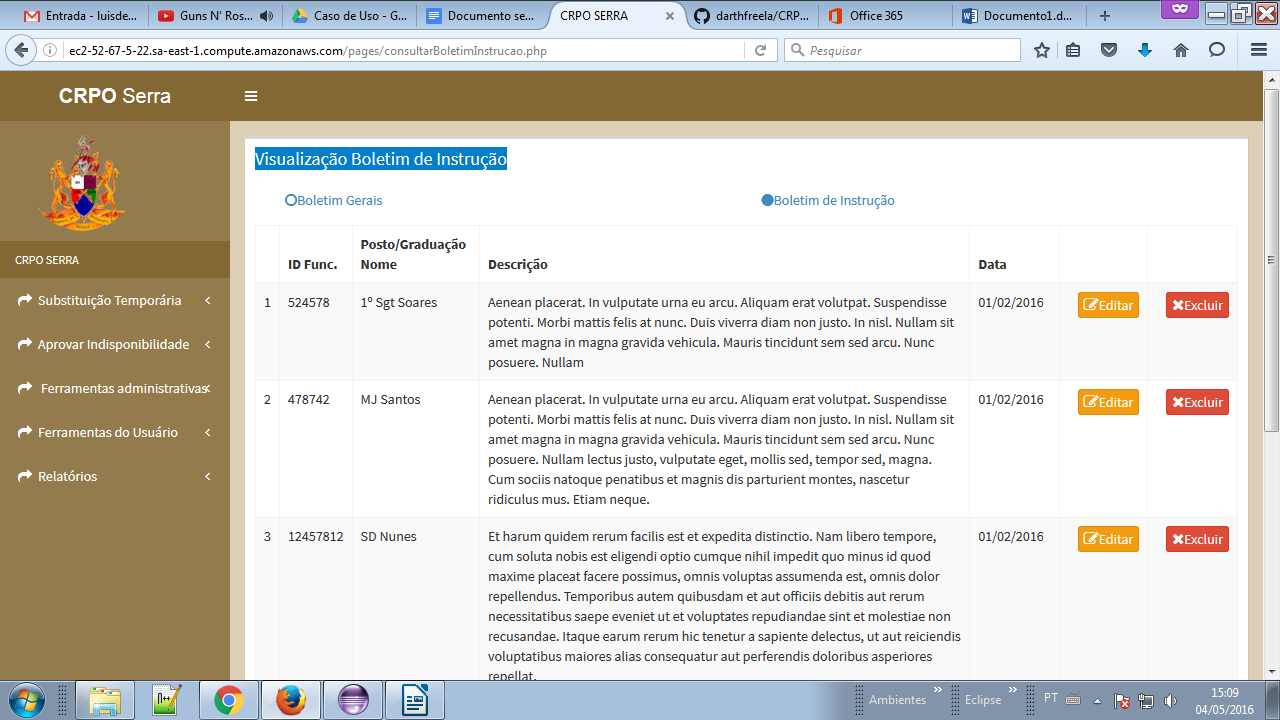 Entrada - luisde...
Guns N' Ros...
Caso de Uso - G...
Documento se...
CRPO SERRA
darthfreela/CRP...
Office 365
Documento1.d...
ec2-52-67-5-22.sa-east-1.compute.amazonaws.com/pages/consultarBoletimInstrucao.php
Pesquisar
CRPO Serra
CRPO SERRA
Substituição Temporária
Aprovar Indisponibilidade
Ferramentas administrativas
Ferramentas do Usuário
Relatórios
Visualização Boletim de Instrução
Boletim Gerais
Boletim de Instrução
ID Func.
Posto/Graduação
Nome
Descrição
Data
1
524578
1º Sgt Soares
Aenean placerat. In vulputate urna eu arcu. Aliquam erat volutpat. Suspendisse
potenti. Morbi mattis felis at nunc. Duis viverra diam non justo. In nisl. Nullam sit
amet magna in magna gravida vehicula. Mauris tincidunt sem sed arcu. Nunc
posuere. Nullam
01/02/2016
Editar
Excluir
2
478742
MJ Santos
Aenean placerat. In vulputate urna eu arcu. Aliquam erat volutpat. Suspendisse
potenti. Morbi mattis felis at nunc. Duis viverra diam non justo. In nisl. Nullam sit
amet magna in magna gravida vehicula. Mauris tincidunt sem sed arcu. Nunc
posuere. Nullam lectus justo, vulputate eget, mollis sed, tempor sed, magna.
Cum sociis natoque penatibus et magnis dis parturient montes, nascetur
ridiculus mus. Etiam neque.
01/02/2016
Editar
Excluir
3
12457812
SD Nunes
Et harum quidem rerum facilis est et expedita distinctio. Nam libero tempore,
cum soluta nobis est eligendi optio cumque nihil impedit quo minus id quod
maxime placeat facere possimus, omnis voluptas assumenda est, omnis dolor
repellendus. Temporibus autem quibusdam et aut officiis debitis aut rerum
necessitatibus saepe eveniet ut et voluptates repudiandae sint et molestiae non
recusandae. Itaque earum rerum hic tenetur a sapiente delectus, ut aut reiciendis
voluptatibus maiores alias consequatur aut perferendis doloribus asperiores
repellat.
01/02/2016
Editar
Excluir
Ambientes
Eclipse
PT
15:09
04/05/2016